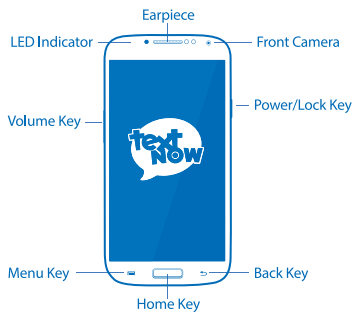 Earpiece
LED Indicator
Front Camera
Volume Key
Power/Lock Key
text
NOW
Menu Key
Back Key
Home Key